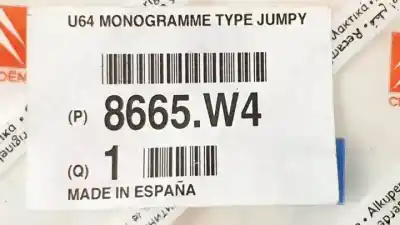 U64 MONOGRAMME TYPE JUMPY
(P) 8665.W4
(Q) 1
MADE IN ESPAÑA